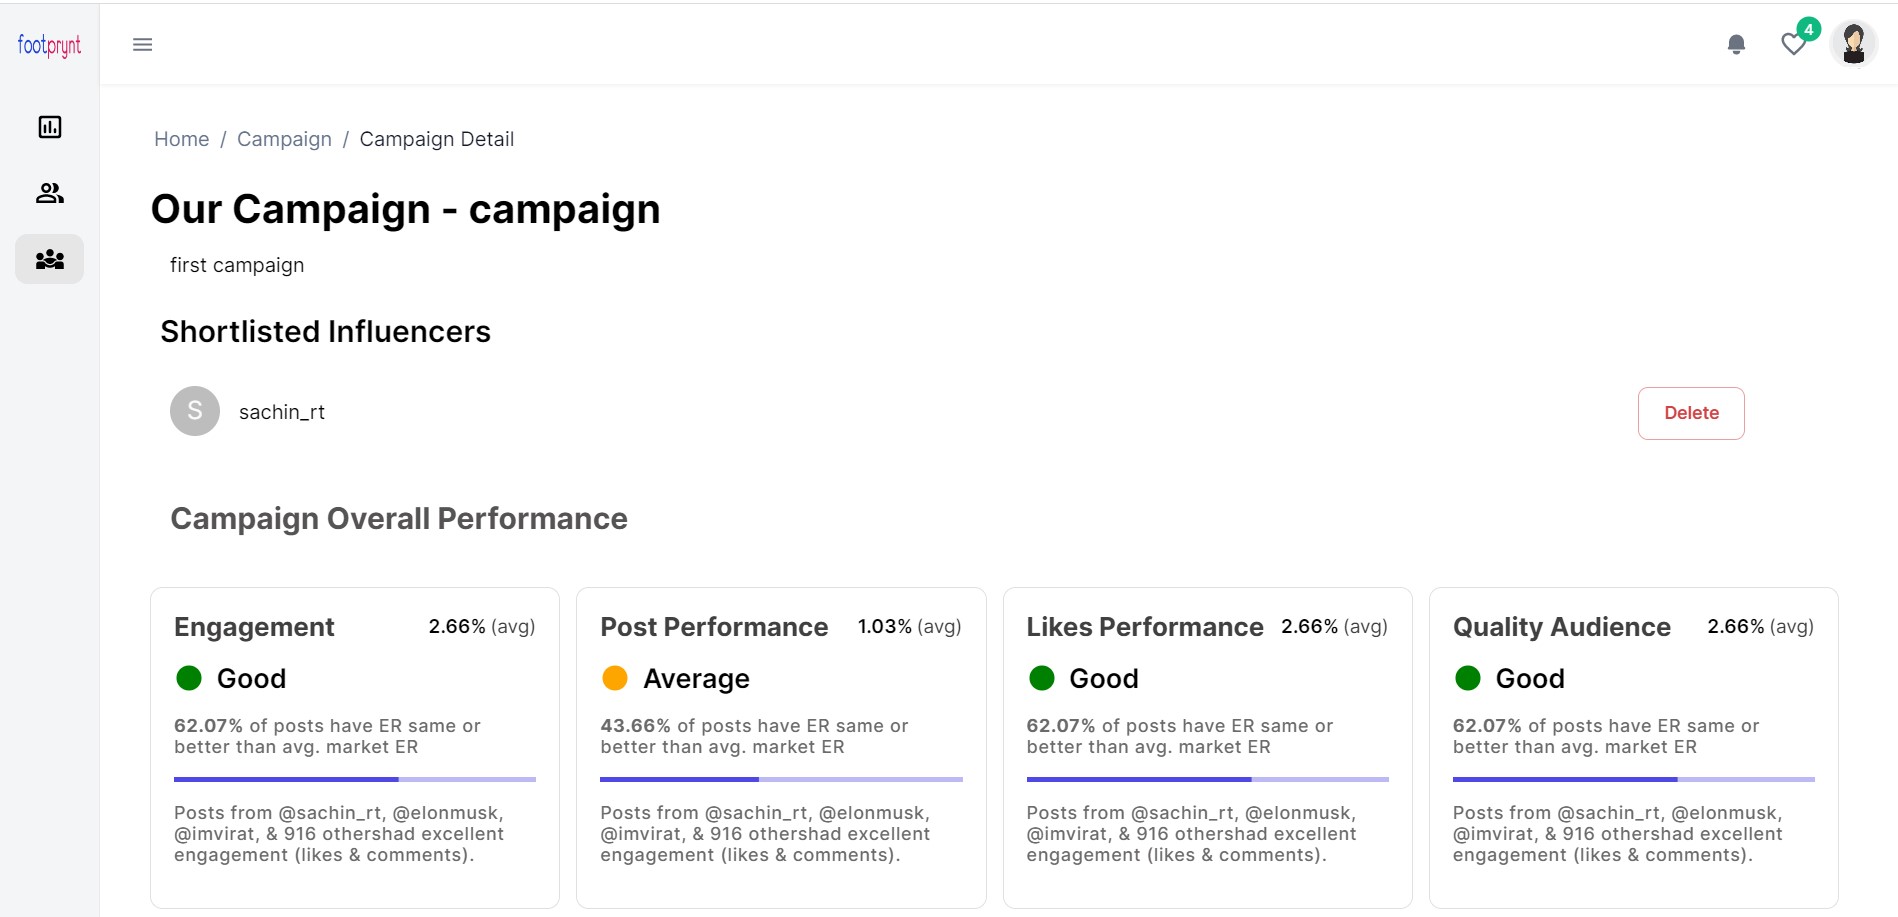 footprynt
4
Home / Campaign / Campaign Detail
Our Campaign - campaign
first campaign
Shortlisted Influencers
S sachin_rt Delete
Campaign Overall Performance
Engagement 2.66% (avg)
Good
62.07% of posts have ER same or
better than avg. market ER
Posts from @sachin_rt, @elonmusk,
@imvirat, & 916 othershad excellent
engagement (likes & comments).
Post Performance 1.03% (avg)
Average
43.66% of posts have ER same or
better than avg. market ER
Posts from @sachin_rt, @elonmusk,
@imvirat, & 916 othershad excellent
engagement (likes & comments).
Likes Performance 2.66% (avg)
Good
62.07% of posts have ER same or
better than avg. market ER
Posts from @sachin_rt, @elonmusk,
@imvirat, & 916 othershad excellent
engagement (likes & comments).
Quality Audience 2.66% (avg)
Good
62.07% of posts have ER same or
better than avg. market ER
Posts from @sachin_rt, @elonmusk,
@imvirat, & 916 othershad excellent
engagement (likes & comments).